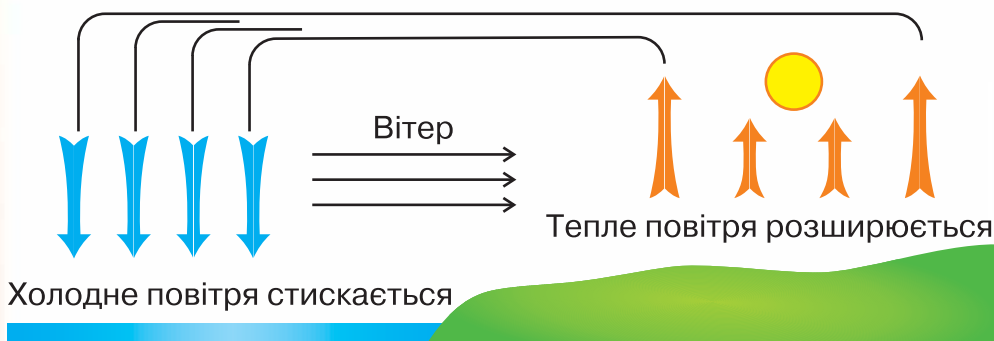 Вітер
Тепле повітря розширюється
Холодне повітря стискається